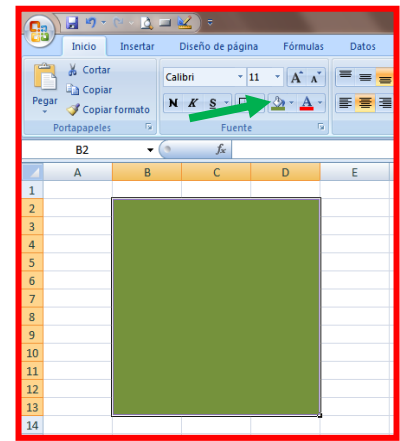 Inicio Insertar Diseño de página Fórmulas Datos
Cortar
Copiar
Copiar formato
Pegar
Calibri 11 A A
N K S A
Portapapeles Fuente
B2 fx
A B C D E
1
2
3
4
5
6
7
8
9
10
11
12
13
14